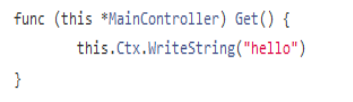 func (this *MainController) Get() {
        this.Ctx.WriteString("hello")
}